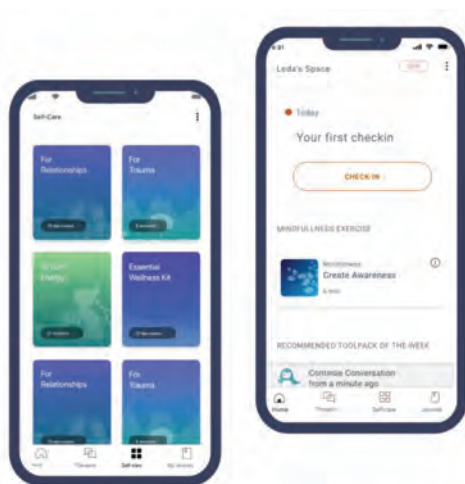 Self-Care
For
Relationships
For
Trauma
Energy
Essential
Wellness Kit
For
Relationships
For
Trauma
Self-care
Leda's Space
Today
Your first checkin
CHECK-IN
MINDFULNESS EXERCISE
Create Awareness
RECOMMENDED TOOLPACK OF THE WEEK
Continue Conversation
from a minute ago
Home
Therapist
Selfcare
Journal